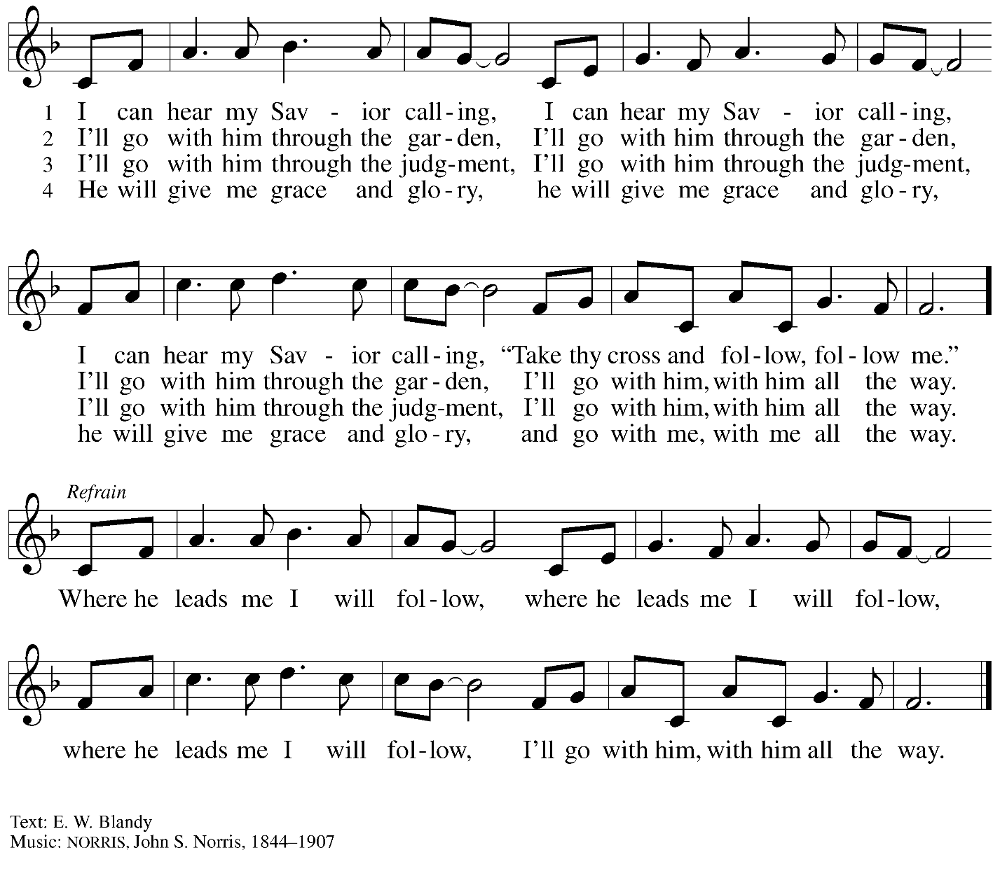 1 I can hear my Sav - ior call - ing, I can hear my Sav - ior call - ing,
2 I’ll go with him through the gar - den, I’ll go with him through the gar - den,
3 I’ll go with him through the judg - ment, I’ll go with him through the judg - ment,
4 He will give me grace and glo - ry, he will give me grace and glo - ry,
I can hear my Sav - ior call - ing, “Take thy cross and fol - low, fol - low me.”
I’ll go with him through the gar - den, I’ll go with him, with him all the way.
I’ll go with him through the judg - ment, I’ll go with him, with him all the way.
he will give me grace and glo - ry, and go with me, with me all the way.
Refrain
Where he leads me I will fol - low, where he leads me I will fol - low,
where he leads me I will fol - low, I’ll go with him, with him all the way.
Text: E. W. Blandy
Music: NORRIS, John S. Norris, 1844–1907